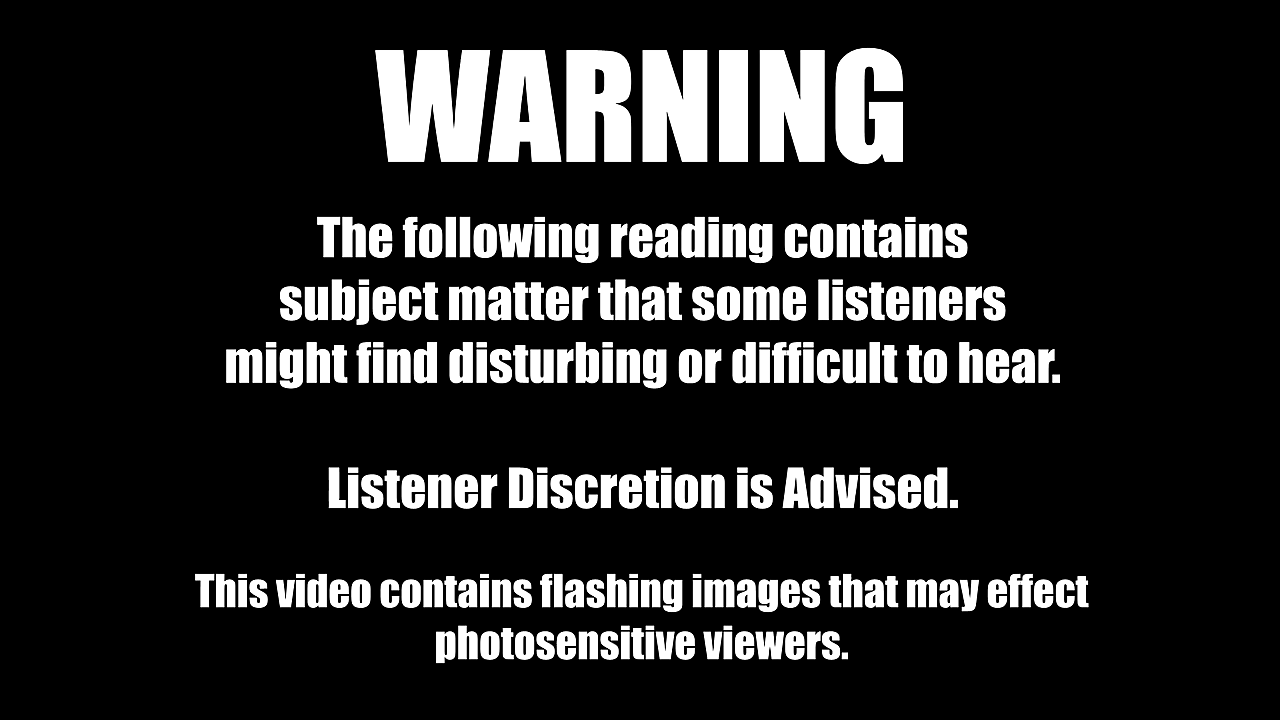 WARNING
The following reading contains
subject matter that some listeners
might find disturbing or difficult to hear.
Listener Discretion is Advised.
This video contains flashing images that may effect
photosensitive viewers.